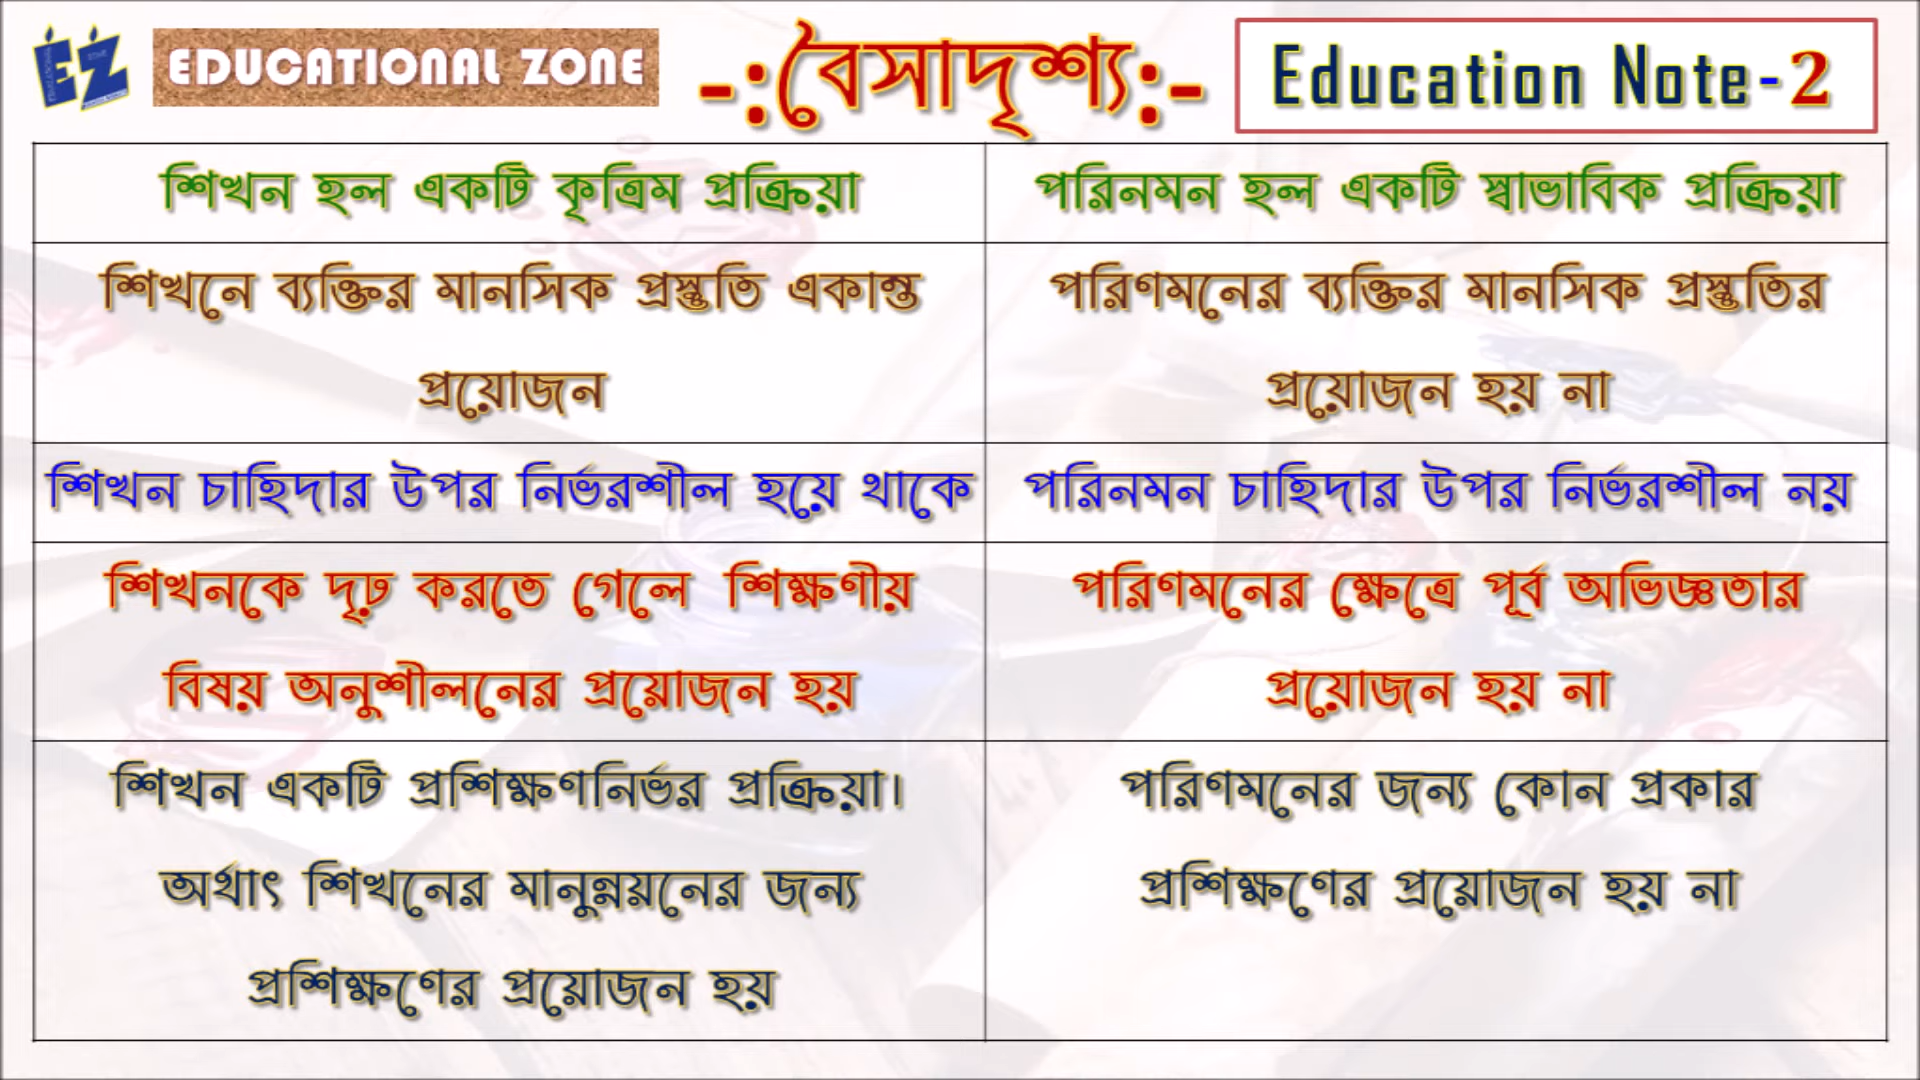 EZ
EDUCATIONAL ZONE
-:বৈসাদৃশ্য:-
Education Note-2
শিখন হল একটি কৃত্রিম প্রক্রিয়া
পরিনমন হল একটি স্বাভাবিক প্রক্রিয়া
শিখনে ব্যক্তির মানসিক প্রস্তুতি একান্ত
প্রয়োজন
পরিণমনের ব্যক্তির মানসিক প্রস্তুতির
প্রয়োজন হয় না
শিখন চাহিদার উপর নির্ভরশীল হয়ে থাকে
পরিনমন চাহিদার উপর নির্ভরশীল নয়
শিখনকে দৃঢ় করতে গেলে শিক্ষণীয়
বিষয় অনুশীলনের প্রয়োজন হয়
পরিণমনের ক্ষেত্রে পূর্ব অভিজ্ঞতার
প্রয়োজন হয় না
শিখন একটি প্রশিক্ষণনির্ভর প্রক্রিয়া।
অর্থাৎ শিখনের মানুন্নয়নের জন্য
প্রশিক্ষণের প্রয়োজন হয়
পরিণমনের জন্য কোন প্রকার
প্রশিক্ষণের প্রয়োজন হয় না